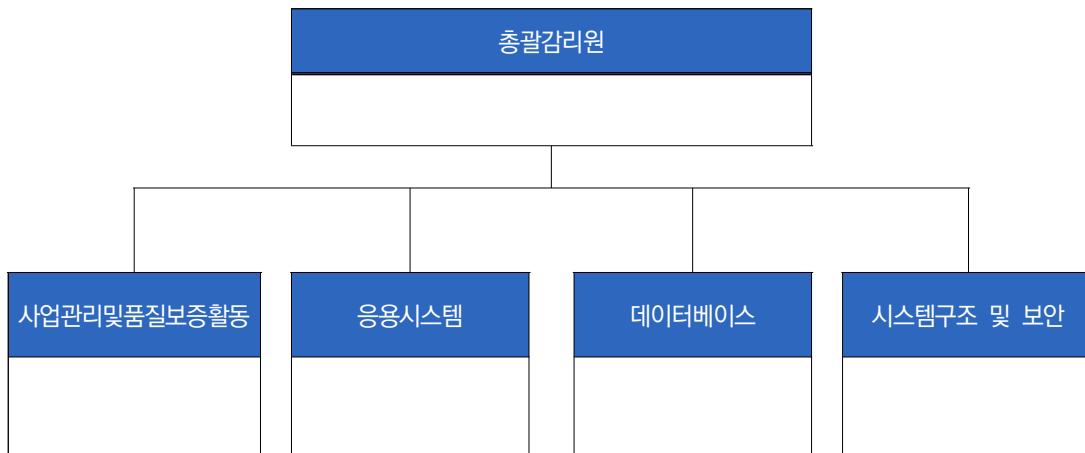 총괄감리원
사업관리및품질보증활동
응용시스템
데이터베이스
시스템구조 및 보안